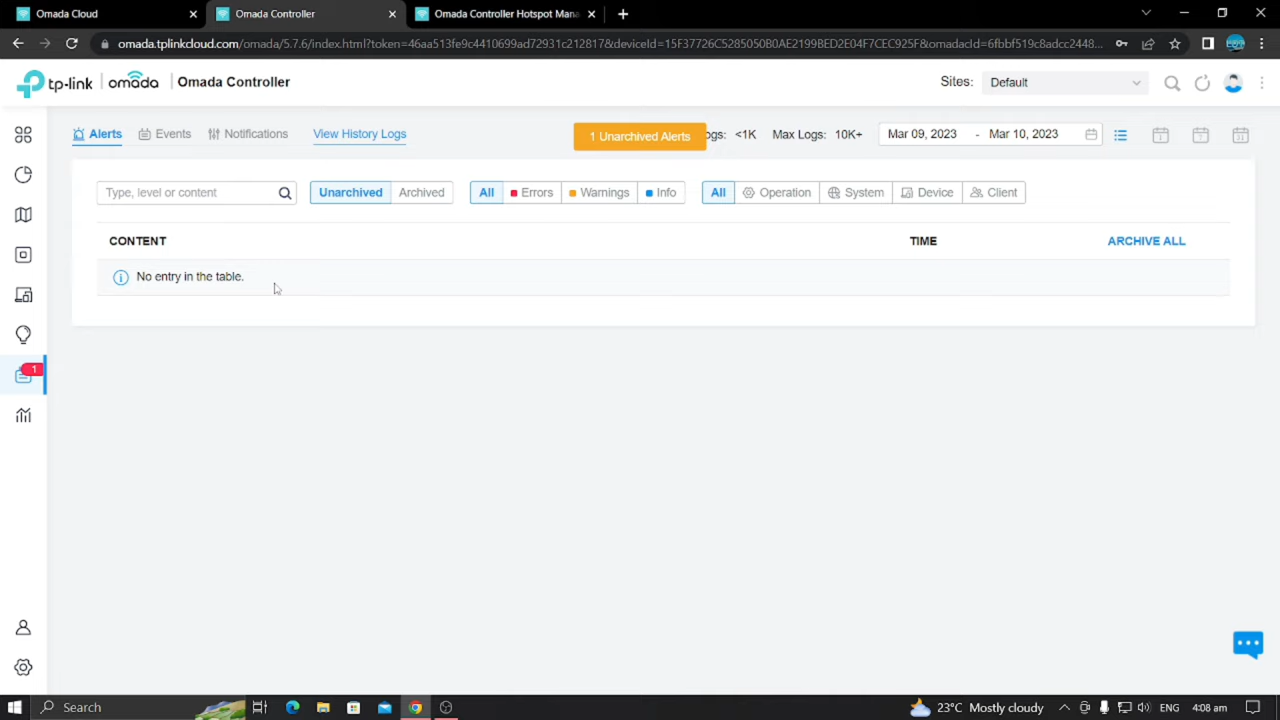 Omada Cloud
Omada Controller
Omada Controller Hotspot Mana
omada.tplinkcloud.com/omada/5.7.6/index.html?token=46aa513fe9c4410699ad72931c212817&deviceId=15F37726C5285050B0AE2199BED2E04F7CEC925F&omadacId=6fbbf519c8adcc2448...
tp-link | omada | Omada Controller
Sites: Default
Alerts Events Notifications View History Logs
1 Unarchived Alerts
ogs: <1K Max Logs: 10K+ Mar 09, 2023 - Mar 10, 2023
Type, level or content Unarchived Archived All Errors Warnings Info All Operation System Device Client
CONTENT TIME ARCHIVE ALL
No entry in the table.
1
Search
23°C Mostly cloudy ENG 4:08 am